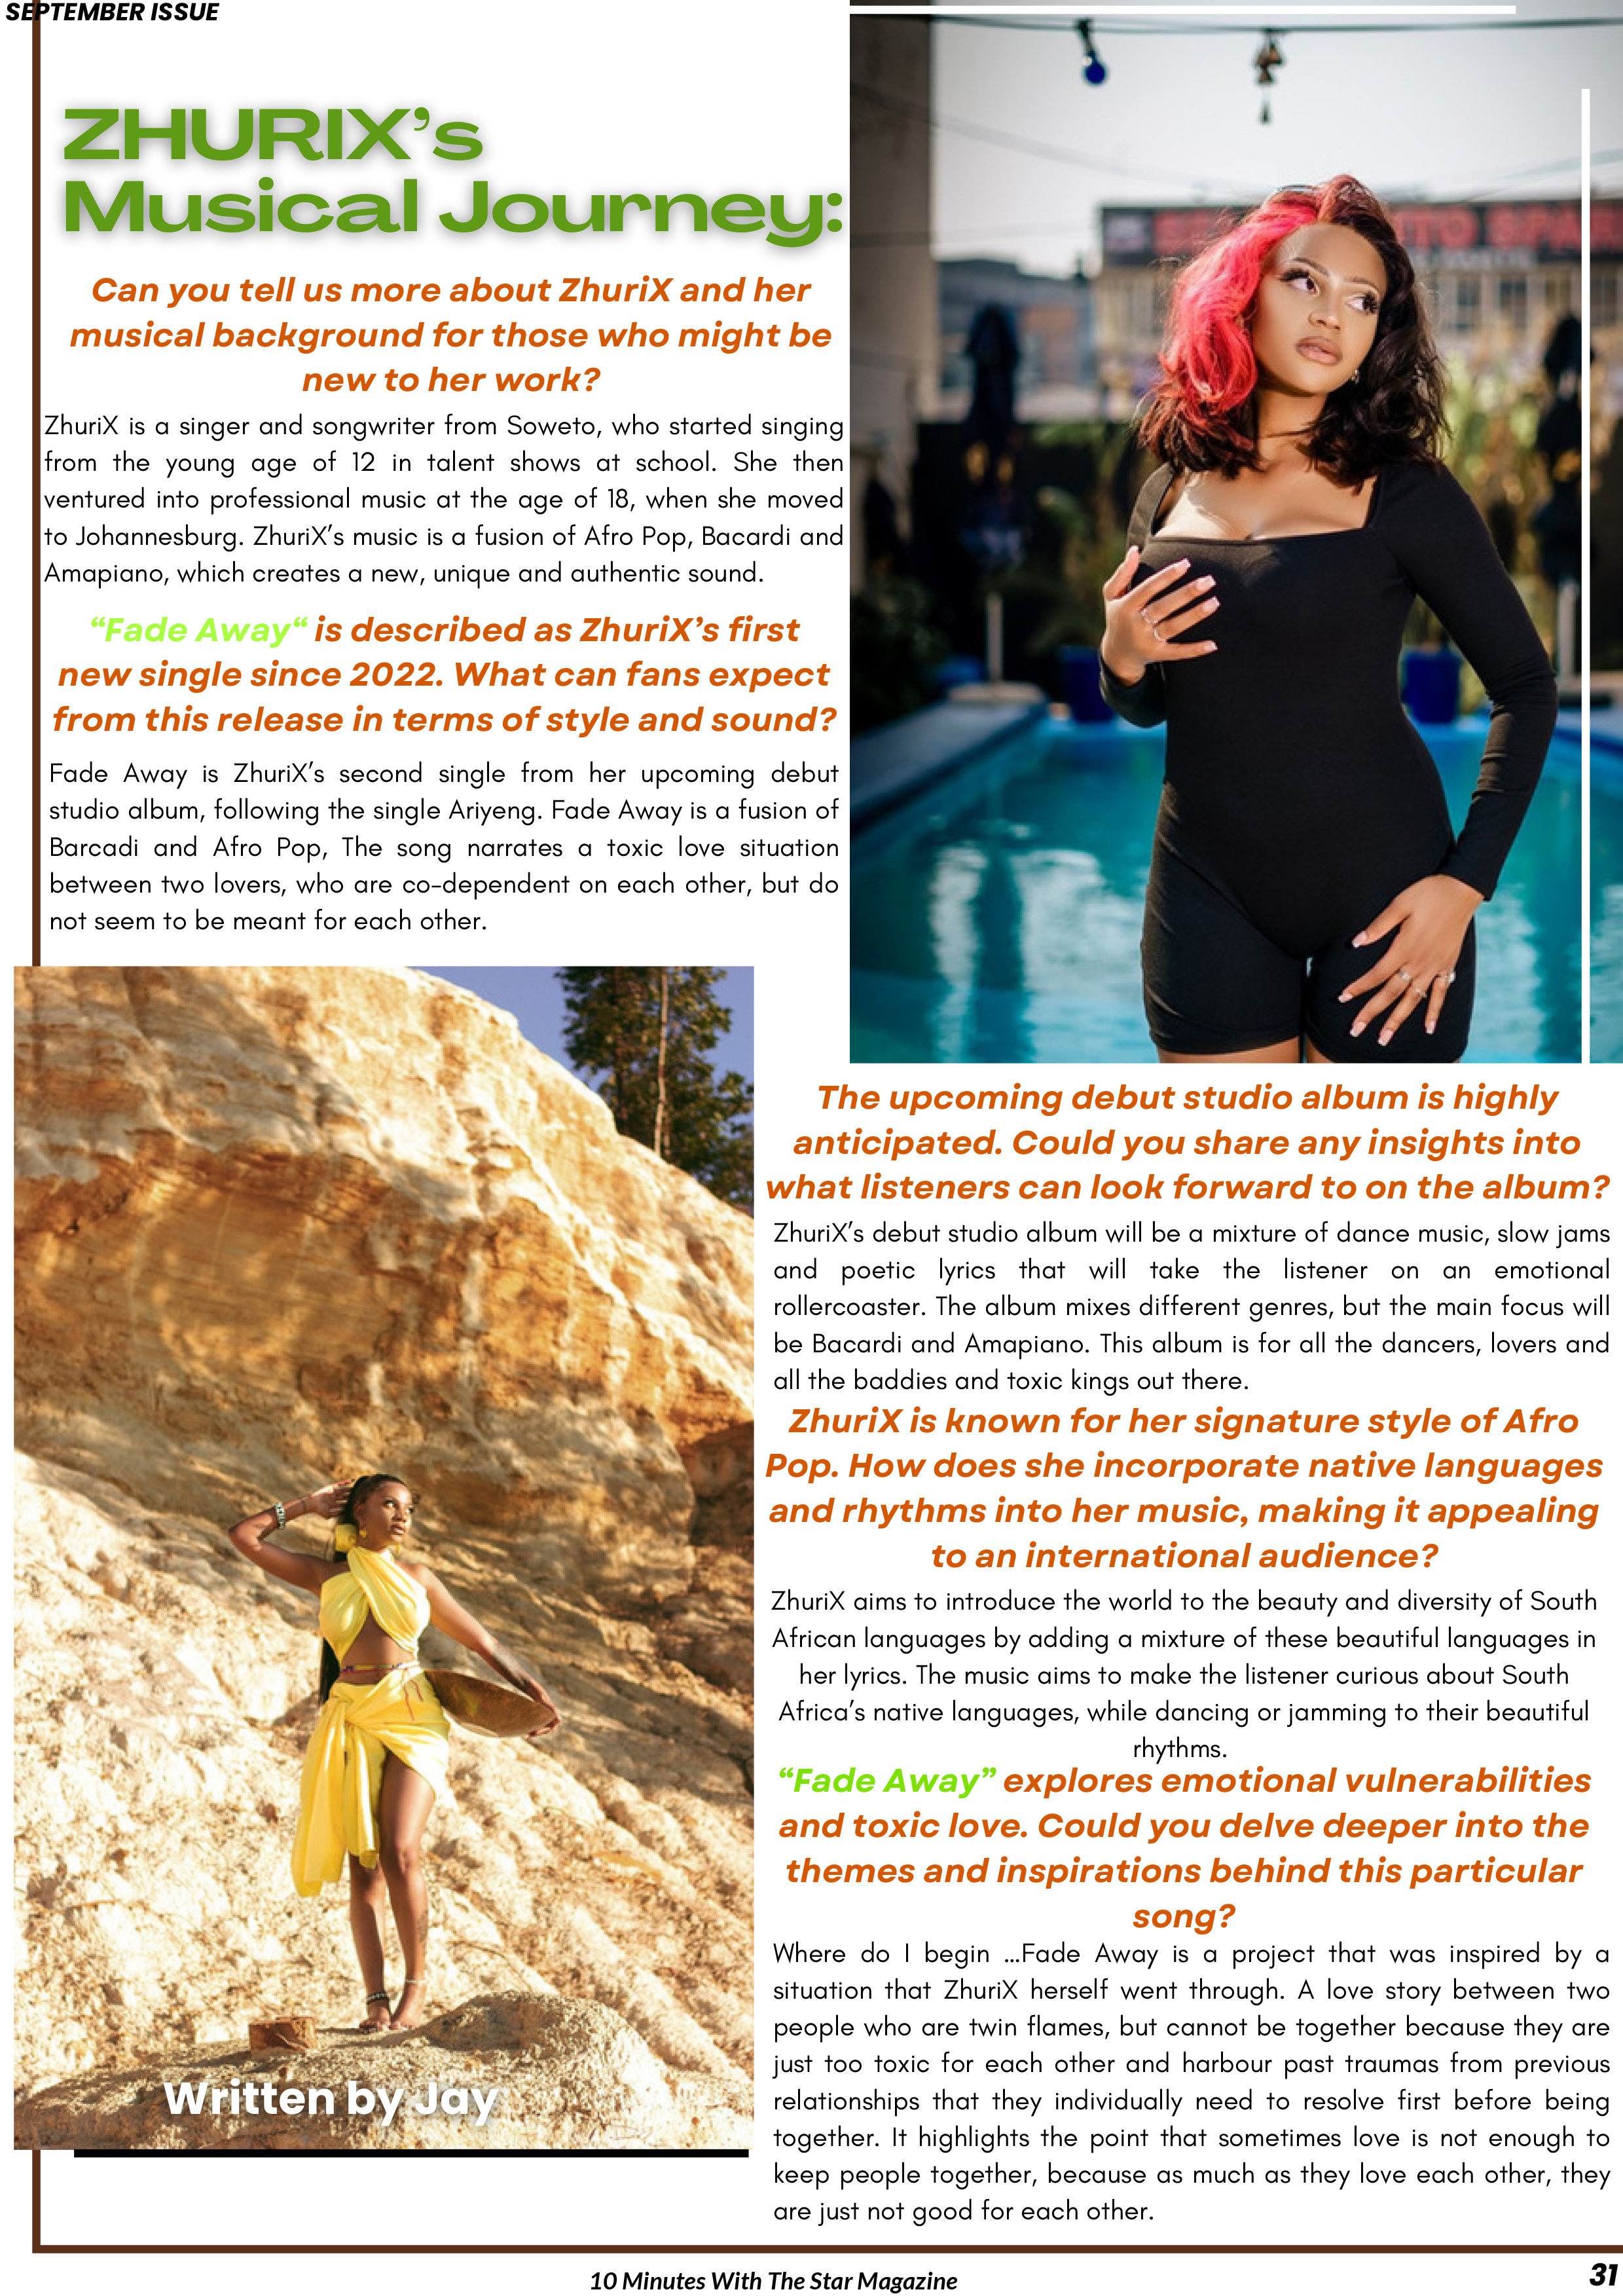 SEPTEMBER ISSUE
ZHURIX’s
Musical Journey:
Can you tell us more about ZhuriX and her
musical background for those who might be
new to her work?
ZhuriX is a singer and songwriter from Soweto, who started singing
from the young age of 12 in talent shows at school. She then
ventured into professional music at the age of 18, when she moved
to Johannesburg. ZhuriX’s music is a fusion of Afro Pop, Bacardi and
Amapiano, which creates a new, unique and authentic sound.
“Fade Away“ is described as ZhuriX’s first
new single since 2022. What can fans expect
from this release in terms of style and sound?
Fade Away is ZhuriX’s second single from her upcoming debut
studio album, following the single Ariyeng. Fade Away is a fusion of
Barcadi and Afro Pop, The song narrates a toxic love situation
between two lovers, who are co-dependent on each other, but do
not seem to be meant for each other.
Written by Jay
The upcoming debut studio album is highly
anticipated. Could you share any insights into
what listeners can look forward to on the album?
ZhuriX’s debut studio album will be a mixture of dance music, slow jams
and poetic lyrics that will take the listener on an emotional
rollercoaster. The album mixes different genres, but the main focus will
be Bacardi and Amapiano. This album is for all the dancers, lovers and
all the baddies and toxic kings out there.
ZhuriX is known for her signature style of Afro
Pop. How does she incorporate native languages
and rhythms into her music, making it appealing
to an international audience?
ZhuriX aims to introduce the world to the beauty and diversity of South
African languages by adding a mixture of these beautiful languages in
her lyrics. The music aims to make the listener curious about South
Africa’s native languages, while dancing or jamming to their beautiful
rhythms.
“Fade Away” explores emotional vulnerabilities
and toxic love. Could you delve deeper into the
themes and inspirations behind this particular
song?
Where do I begin ...Fade Away is a project that was inspired by a
situation that ZhuriX herself went through. A love story between two
people who are twin flames, but cannot be together because they are
just too toxic for each other and harbour past traumas from previous
relationships that they individually need to resolve first before being
together. It highlights the point that sometimes love is not enough to
keep people together, because as much as they love each other, they
are just not good for each other.
10 Minutes With The Star Magazine
31